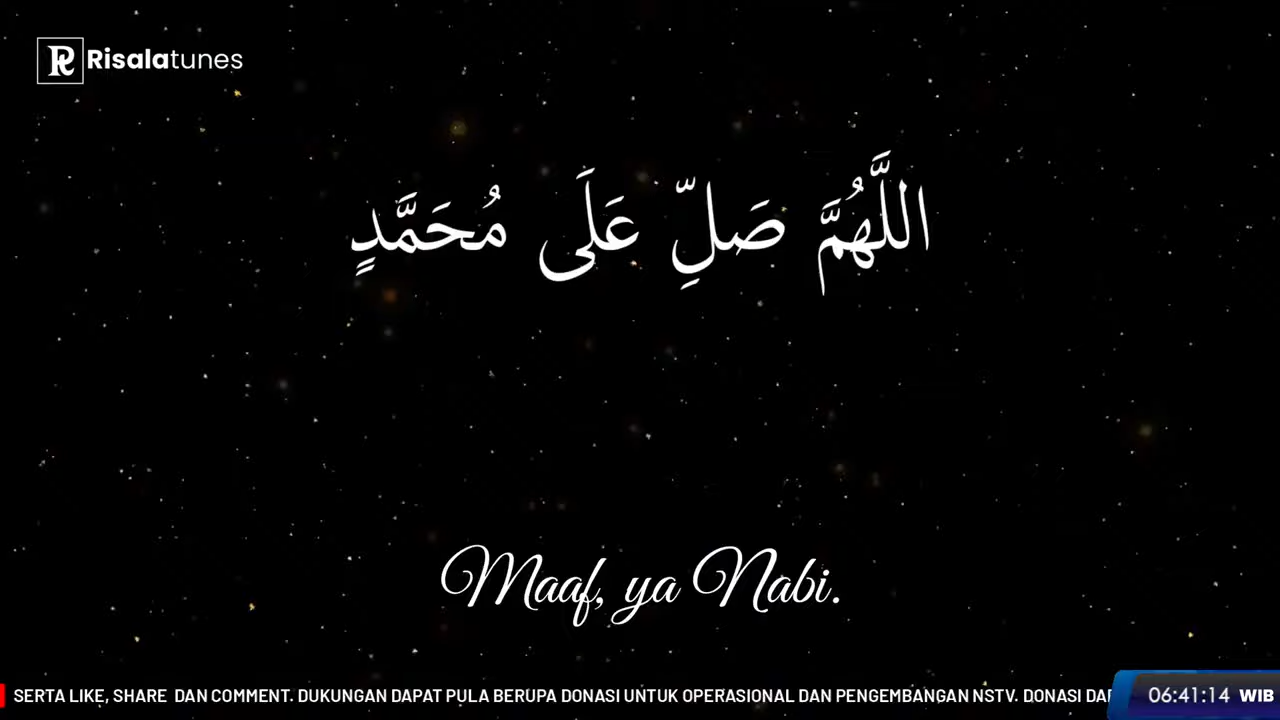 Risalatunes
اللَّهُمَّ صَلِّ عَلَى مُحَمَّدٍ
Maaf, ya Nabi.
SERTA LIKE, SHARE DAN COMMENT. DUKUNGAN DAPAT PULA BERUPA DONASI UNTUK OPERASIONAL DAN PENGEMBANGAN NSTV. DONASI
06:41:14 WIB